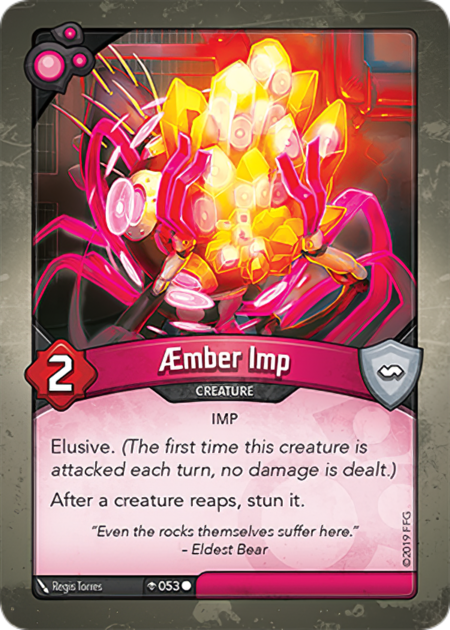 Æmber Imp
2
CREATURE
IMP
Elusive. (The first time this creature is
attacked each turn, no damage is dealt.)
After a creature reaps, stun it.
“Even the rocks themselves suffer here.”
– Eldest Bear
©2019 FFG
Regis Torres
053